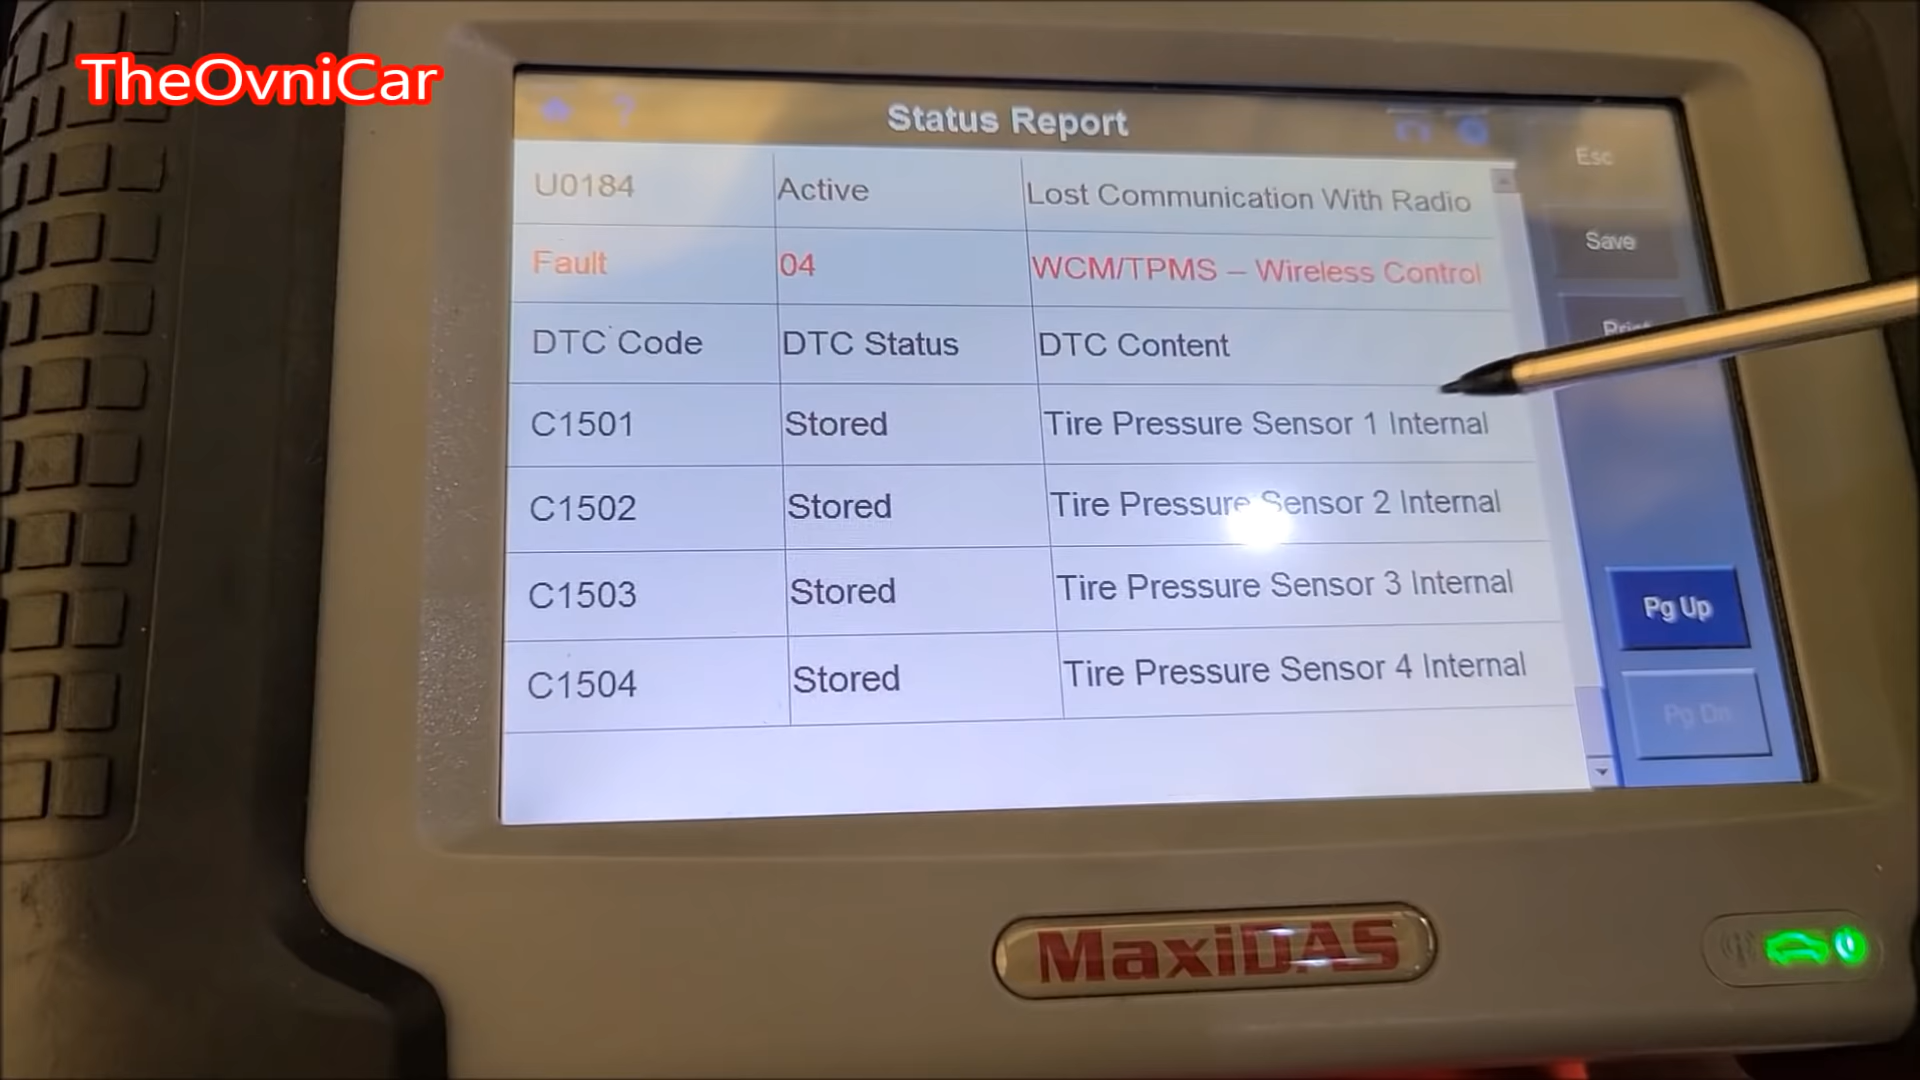 TheOvniCar
Status Report
Esc
U0184 Active Lost Communication With Radio
Save
Fault 04 WCM/TPMS – Wireless Control
DTC Code DTC Status DTC Content
C1501 Stored Tire Pressure Sensor 1 Internal
C1502 Stored Tire Pressure Sensor 2 Internal
C1503 Stored Tire Pressure Sensor 3 Internal
Pg Up
C1504 Stored Tire Pressure Sensor 4 Internal
Pg Dn
MaxiDAS